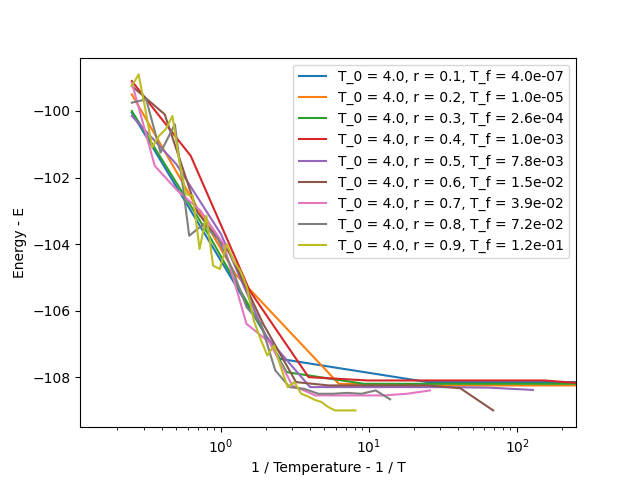 T_0 = 4.0, r = 0.1, T_f = 4.0e-07
T_0 = 4.0, r = 0.2, T_f = 1.0e-05
T_0 = 4.0, r = 0.3, T_f = 2.6e-04
T_0 = 4.0, r = 0.4, T_f = 1.0e-03
T_0 = 4.0, r = 0.5, T_f = 7.8e-03
T_0 = 4.0, r = 0.6, T_f = 1.5e-02
T_0 = 4.0, r = 0.7, T_f = 3.9e-02
T_0 = 4.0, r = 0.8, T_f = 7.2e-02
T_0 = 4.0, r = 0.9, T_f = 1.2e-01
Energy - E
−100
−102
−104
−106
−108
10⁰ 10¹ 10²
1 / Temperature - 1 / T